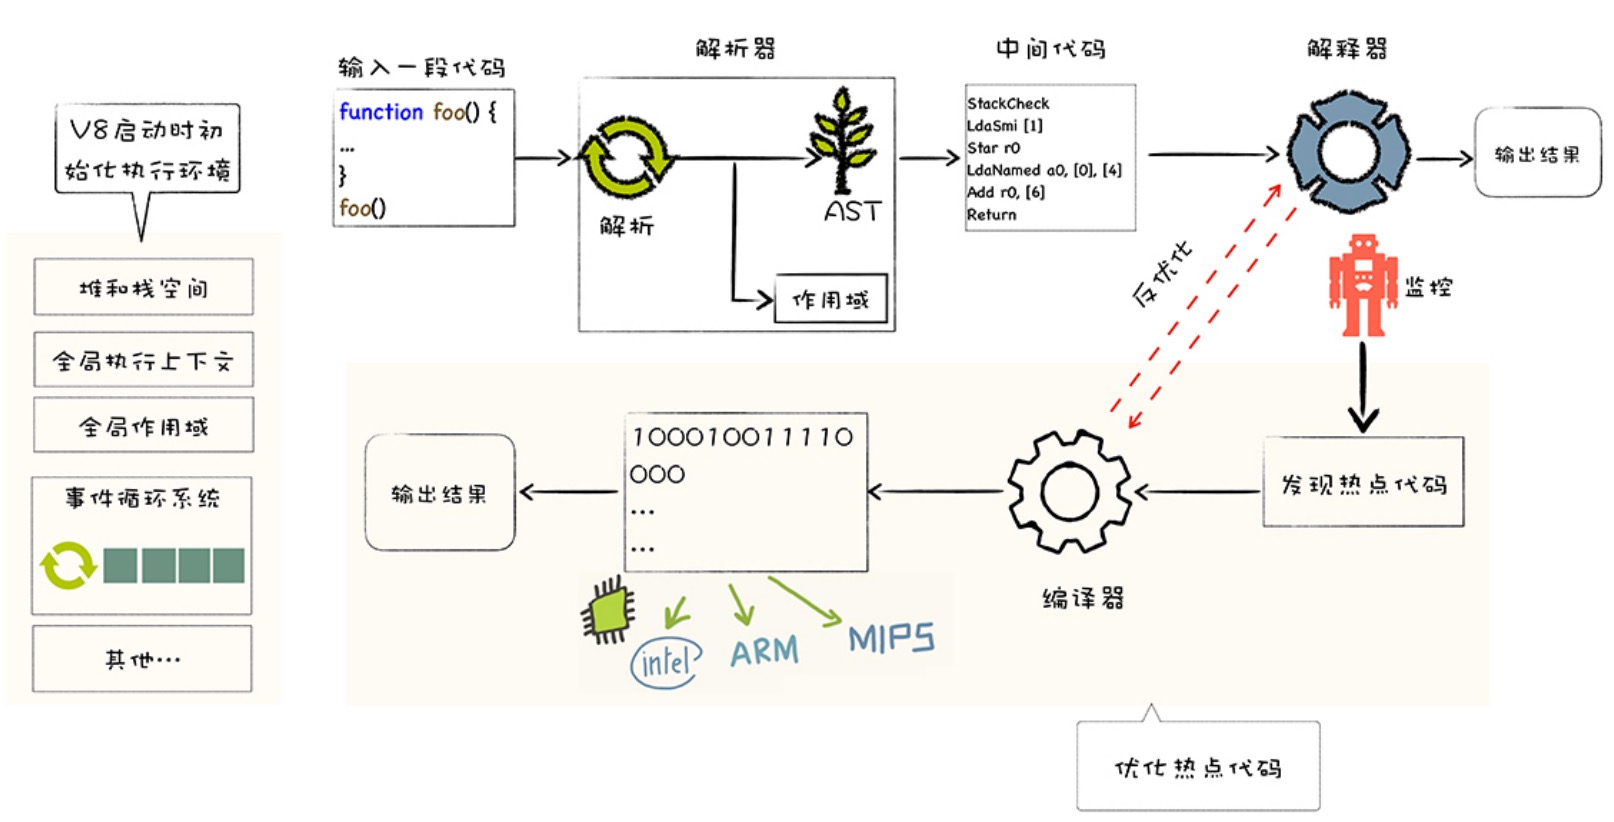 V8启动时初
始化执行环境
堆和栈空间
全局执行上下文
全局作用域
事件循环系统
其他…
输入一段代码
function foo() {
...
}
foo()
解析器
解析
AST
作用域
中间代码
StackCheck
LdaSmi [1]
Star r0
LdaNamed a0, [0], [4]
Add r0, [6]
Return
解释器
输出结果
反优化
监控
发现热点代码
编译器
1000100111110
000
...
...
输出结果
intel
ARM
MIPS
优化热点代码